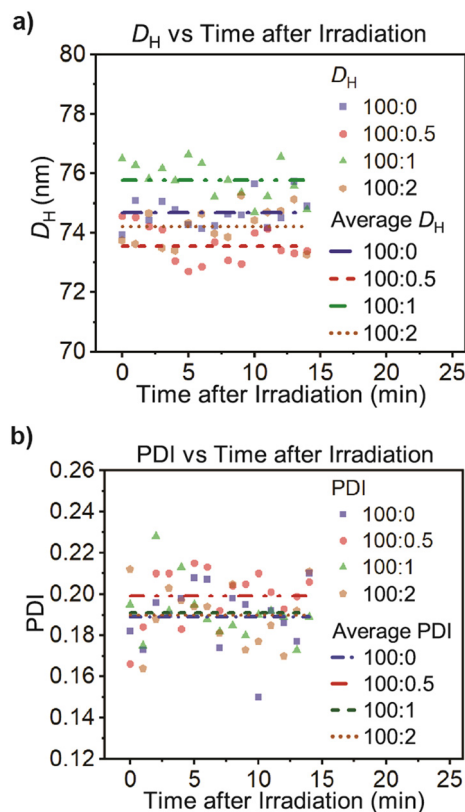 a)
D_H vs Time after Irradiation
80
78
76
74
72
70
D_H (nm)
D_H
100:0
100:0.5
100:1
100:2
Average D_H
100:0
100:0.5
100:1
100:2
0 5 10 15 20 25
Time after Irradiation (min)
b)
PDI vs Time after Irradiation
0.26
0.24
0.22
0.20
0.18
0.16
0.14
0.12
PDI
PDI
100:0
100:0.5
100:1
100:2
Average PDI
100:0
100:0.5
100:1
100:2
0 5 10 15 20 25
Time after Irradiation (min)